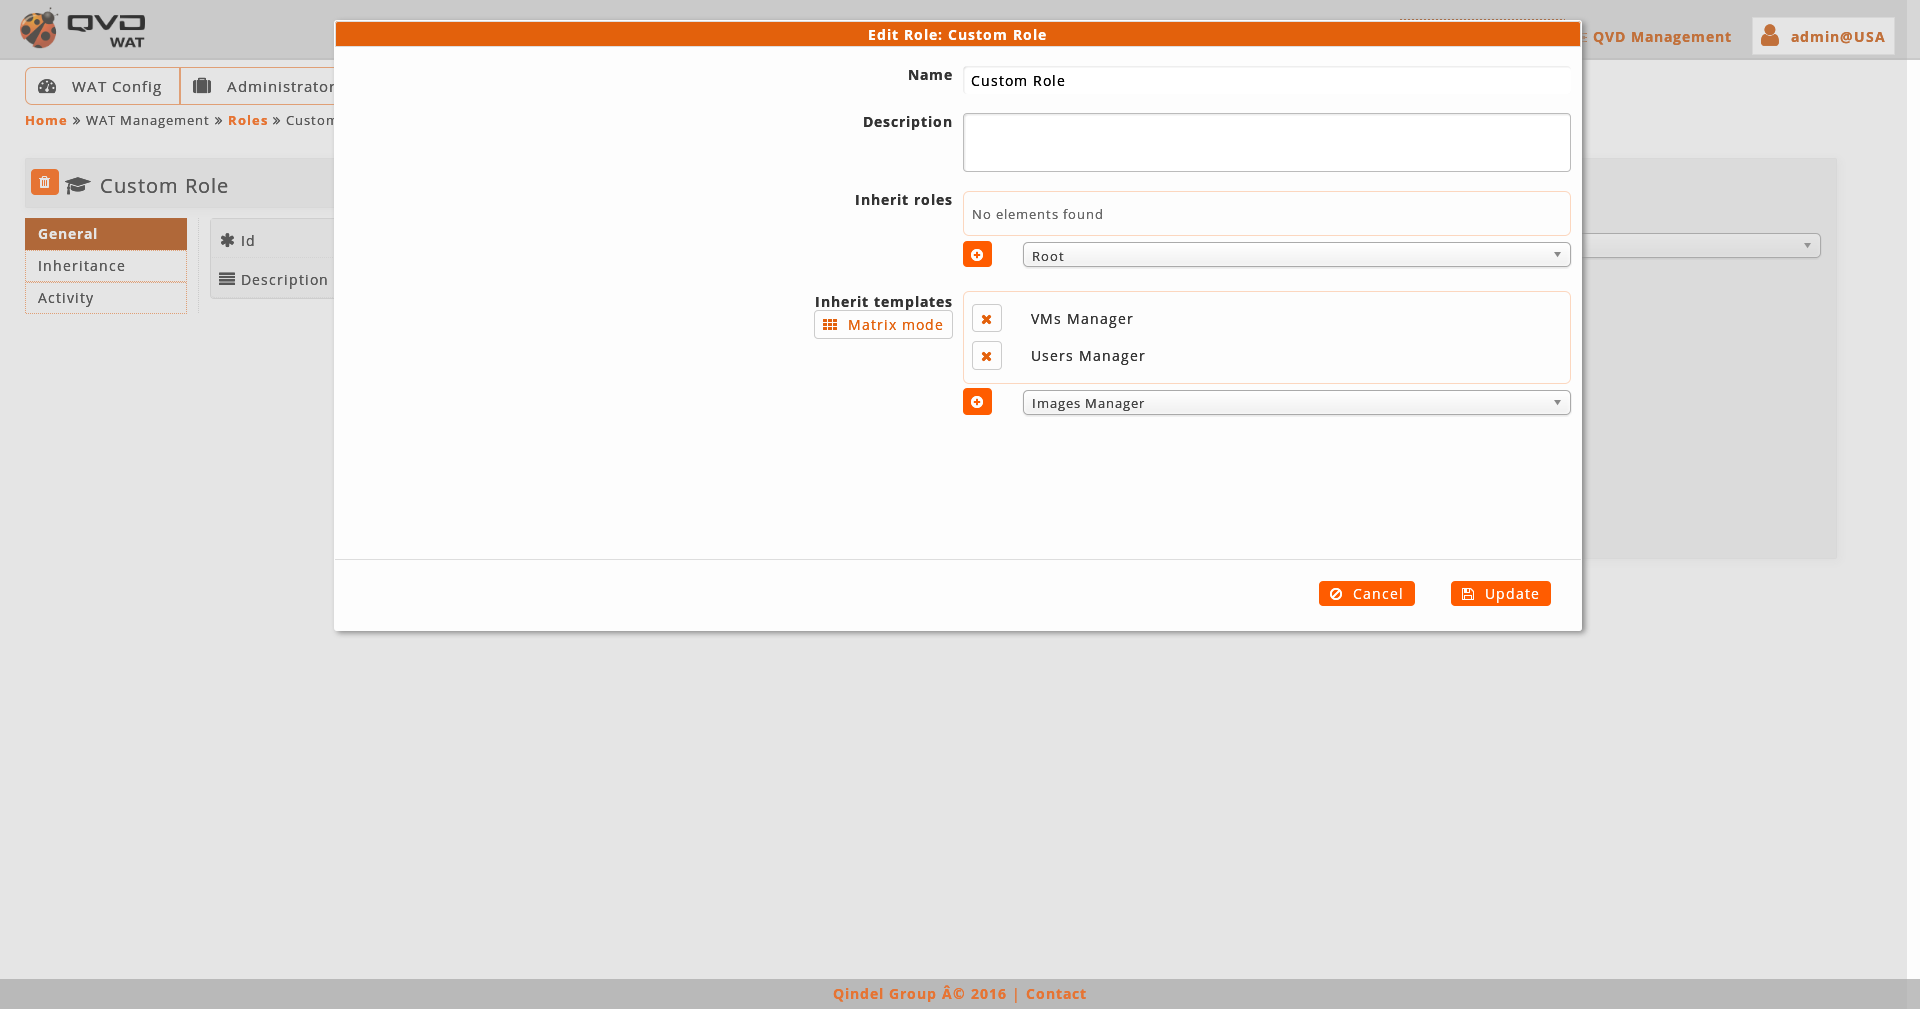 QVD
WAT
Edit Role: Custom Role
QVD Management
admin@USA
WAT Config
Administrator
Home » WAT Management » Roles » Custom
Custom Role
General
Inheritance
Activity
Id
Description
Name
Custom Role
Description
Inherit roles
No elements found
Root
Inherit templates
Matrix mode
VMs Manager
Users Manager
Images Manager
Cancel
Update
Qindel Group Â© 2016 | Contact